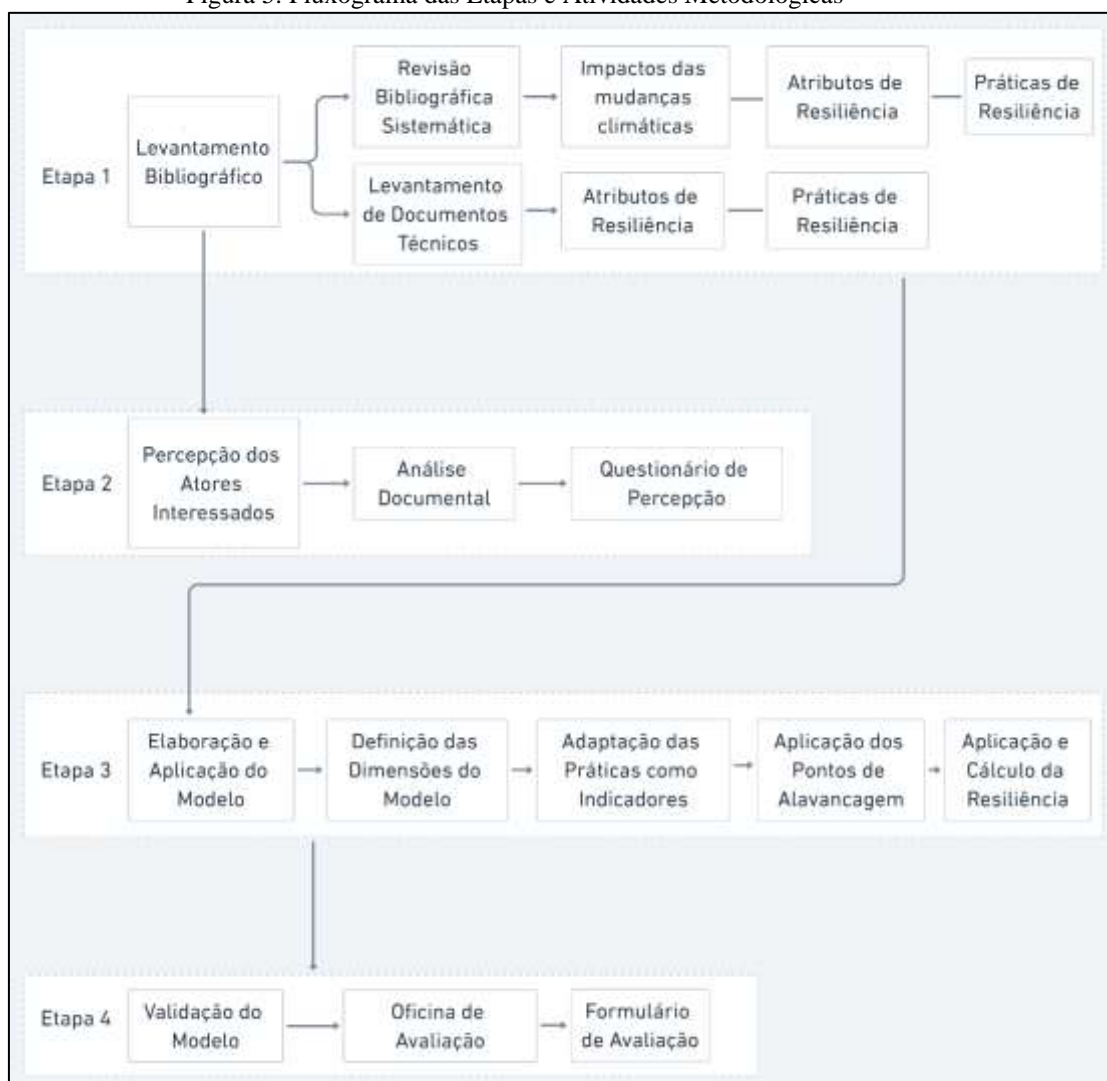 Figura 3: Fluxograma das Etapas e Atividades Metodológicas
Etapa 1
Levantamento
Bibliográfico
Revisão
Bibliográfica
Sistemática
Impactos das
mudanças
climáticas
Atributos de
Resiliência
Práticas de
Resiliência
Levantamento
de Documentos
Técnicos
Atributos de
Resiliência
Práticas de
Resiliência
Etapa 2
Percepção dos
Atores
Interessados
Análise
Documental
Questionário de
Percepção
Etapa 3
Elaboração e
Aplicação do
Modelo
Definição das
Dimensões do
Modelo
Adaptação das
Práticas como
Indicadores
Aplicação dos
Pontos de
Alavancagem
Aplicação e
Cálculo da
Resiliência
Etapa 4
Validação do
Modelo
Oficina de
Avaliação
Formulário
de Avaliação